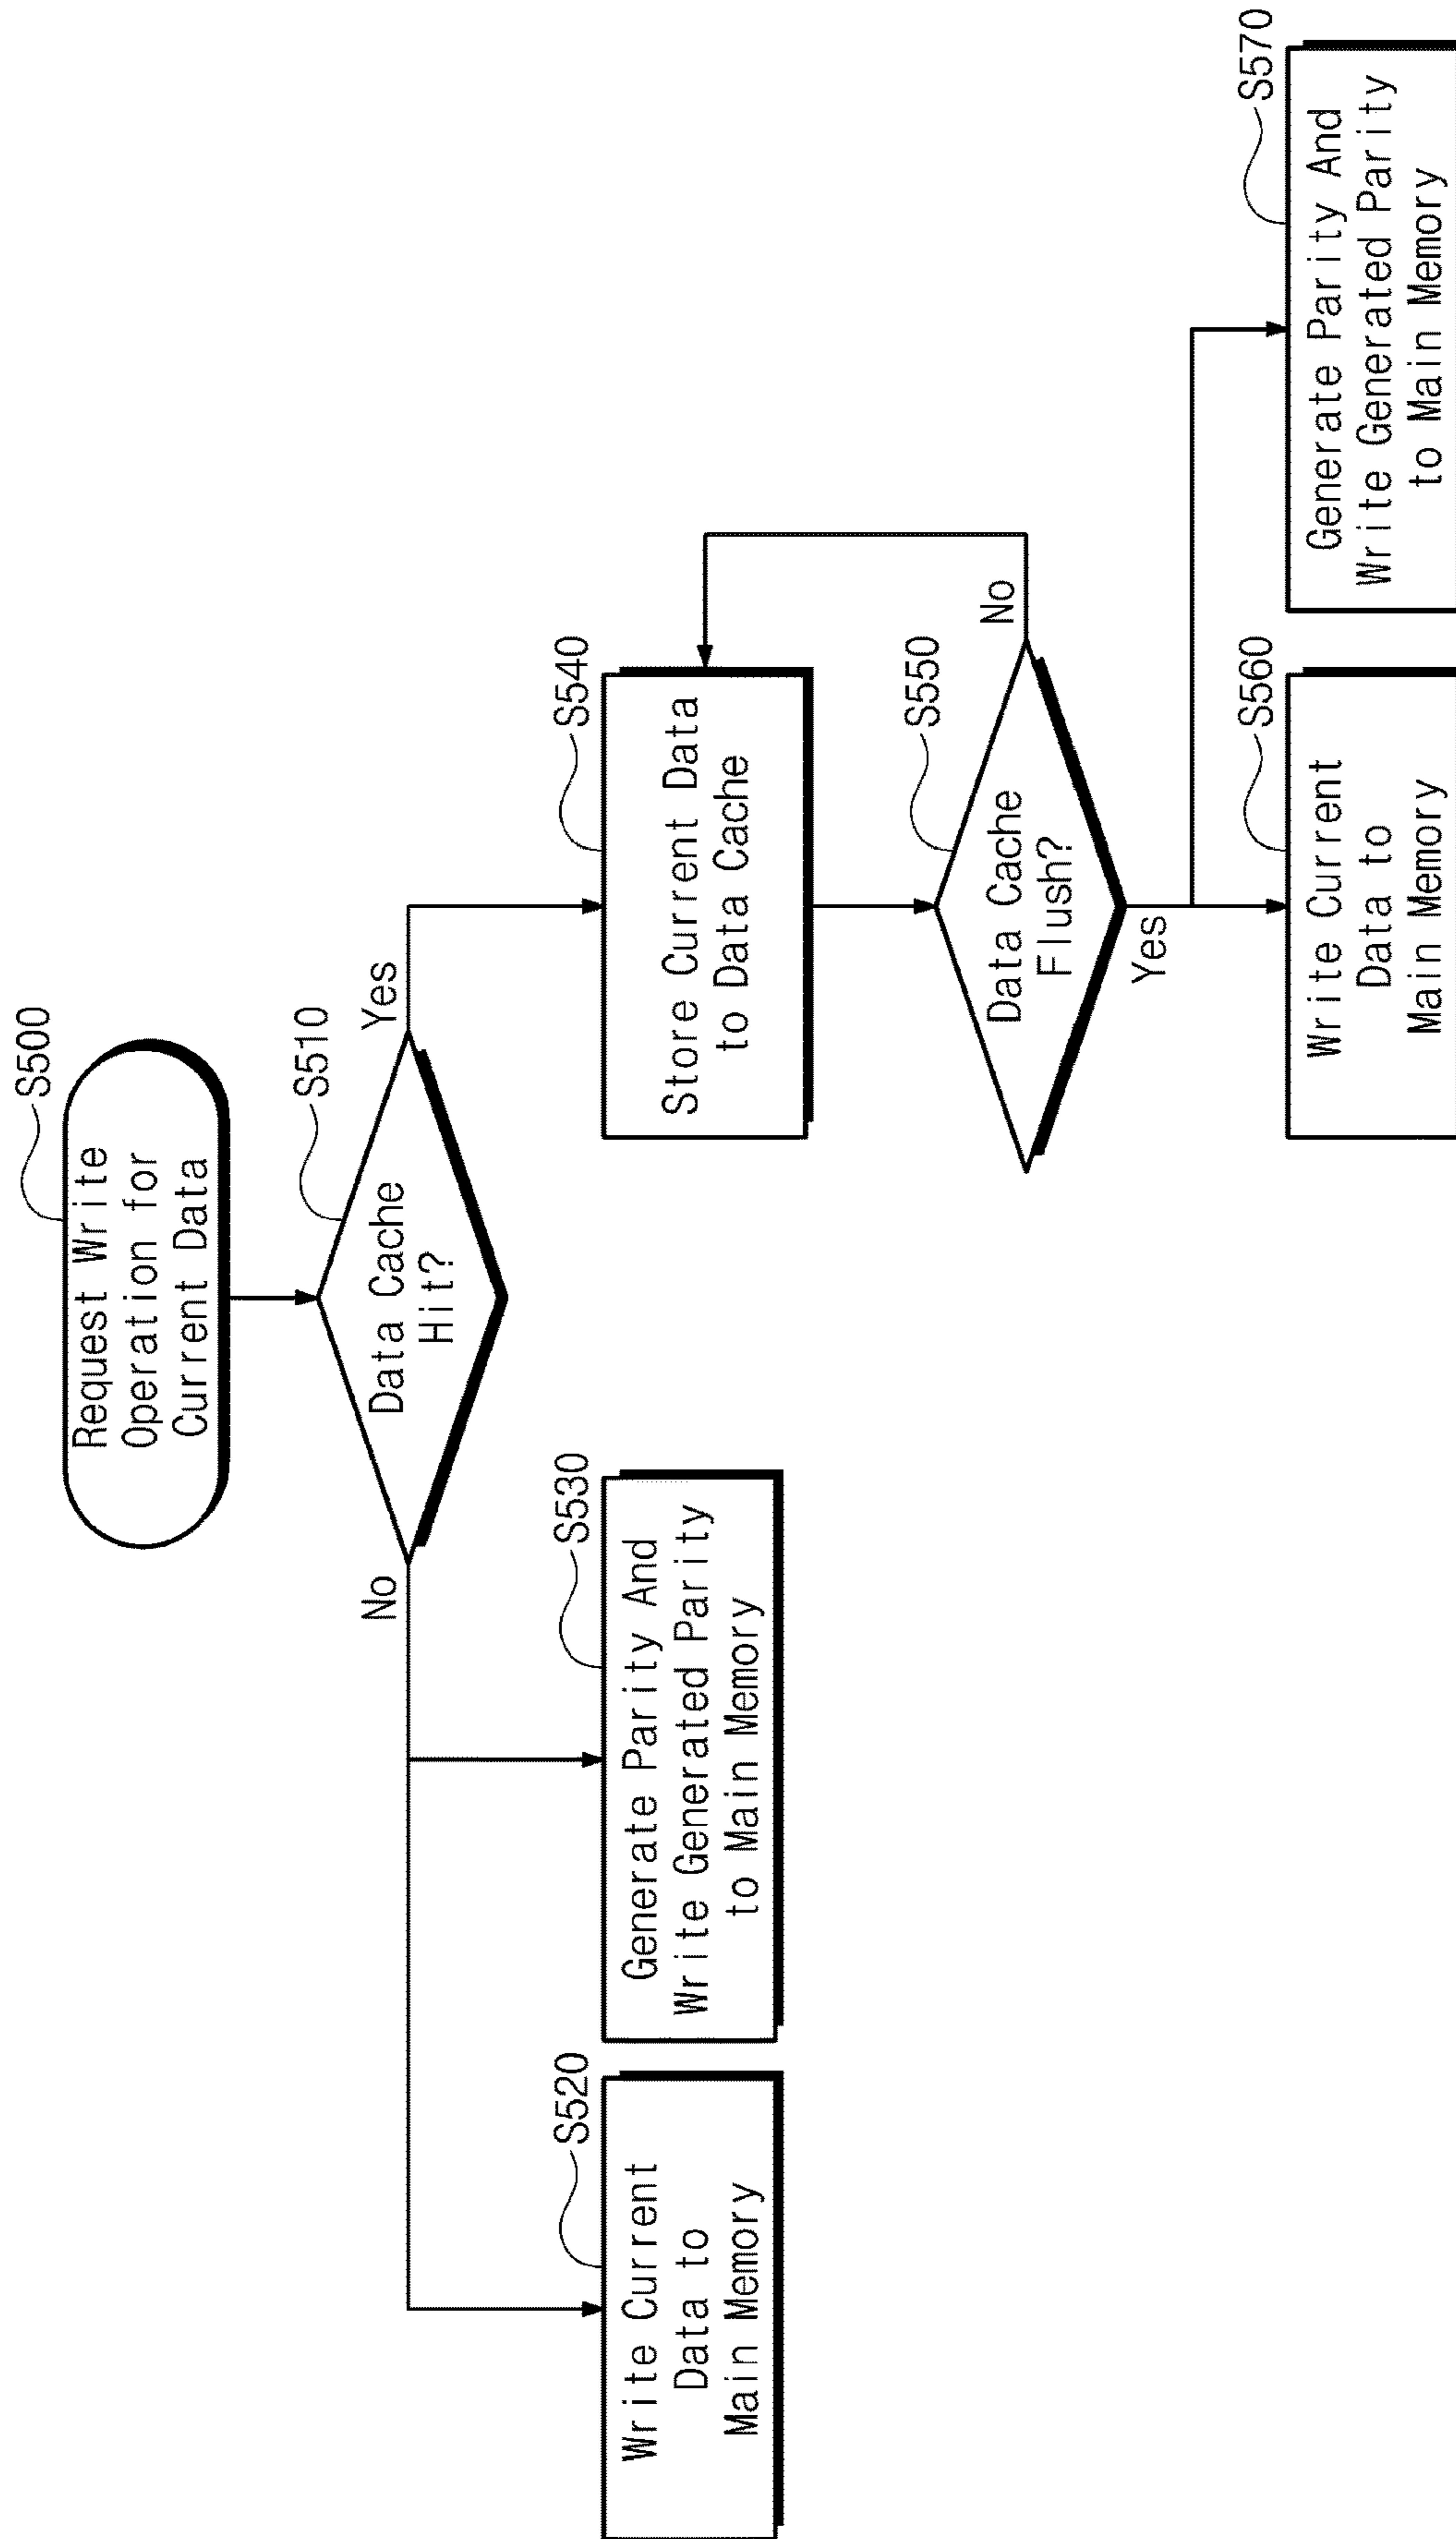 S500
Request Write
Operation for
Current Data
S510
Data Cache
Hit?
No
Yes
S520
Write Current
Data to
Main Memory
S530
Generate Parity And
Write Generated Parity
to Main Memory
S540
Store Current Data
to Data Cache
S550
Data Cache
Flush?
No
Yes
S560
Write Current
Data to
Main Memory
S570
Generate Parity And
Write Generated Parity
to Main Memory